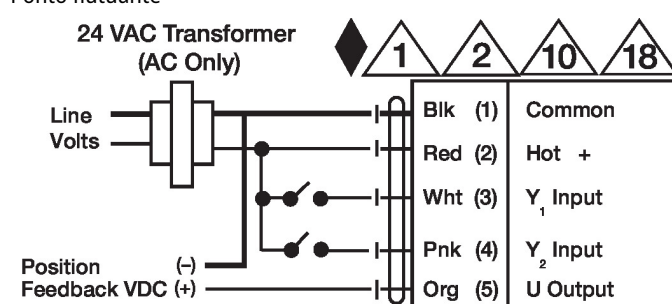 Ponto flutuante
24 VAC Transformer
(AC Only)
1 2 10 18
Line
Volts
Blk (1) Common
Red (2) Hot +
Wht (3) Y1 Input
Pnk (4) Y2 Input
Position (-)
Feedback VDC (+)
Org (5) U Output